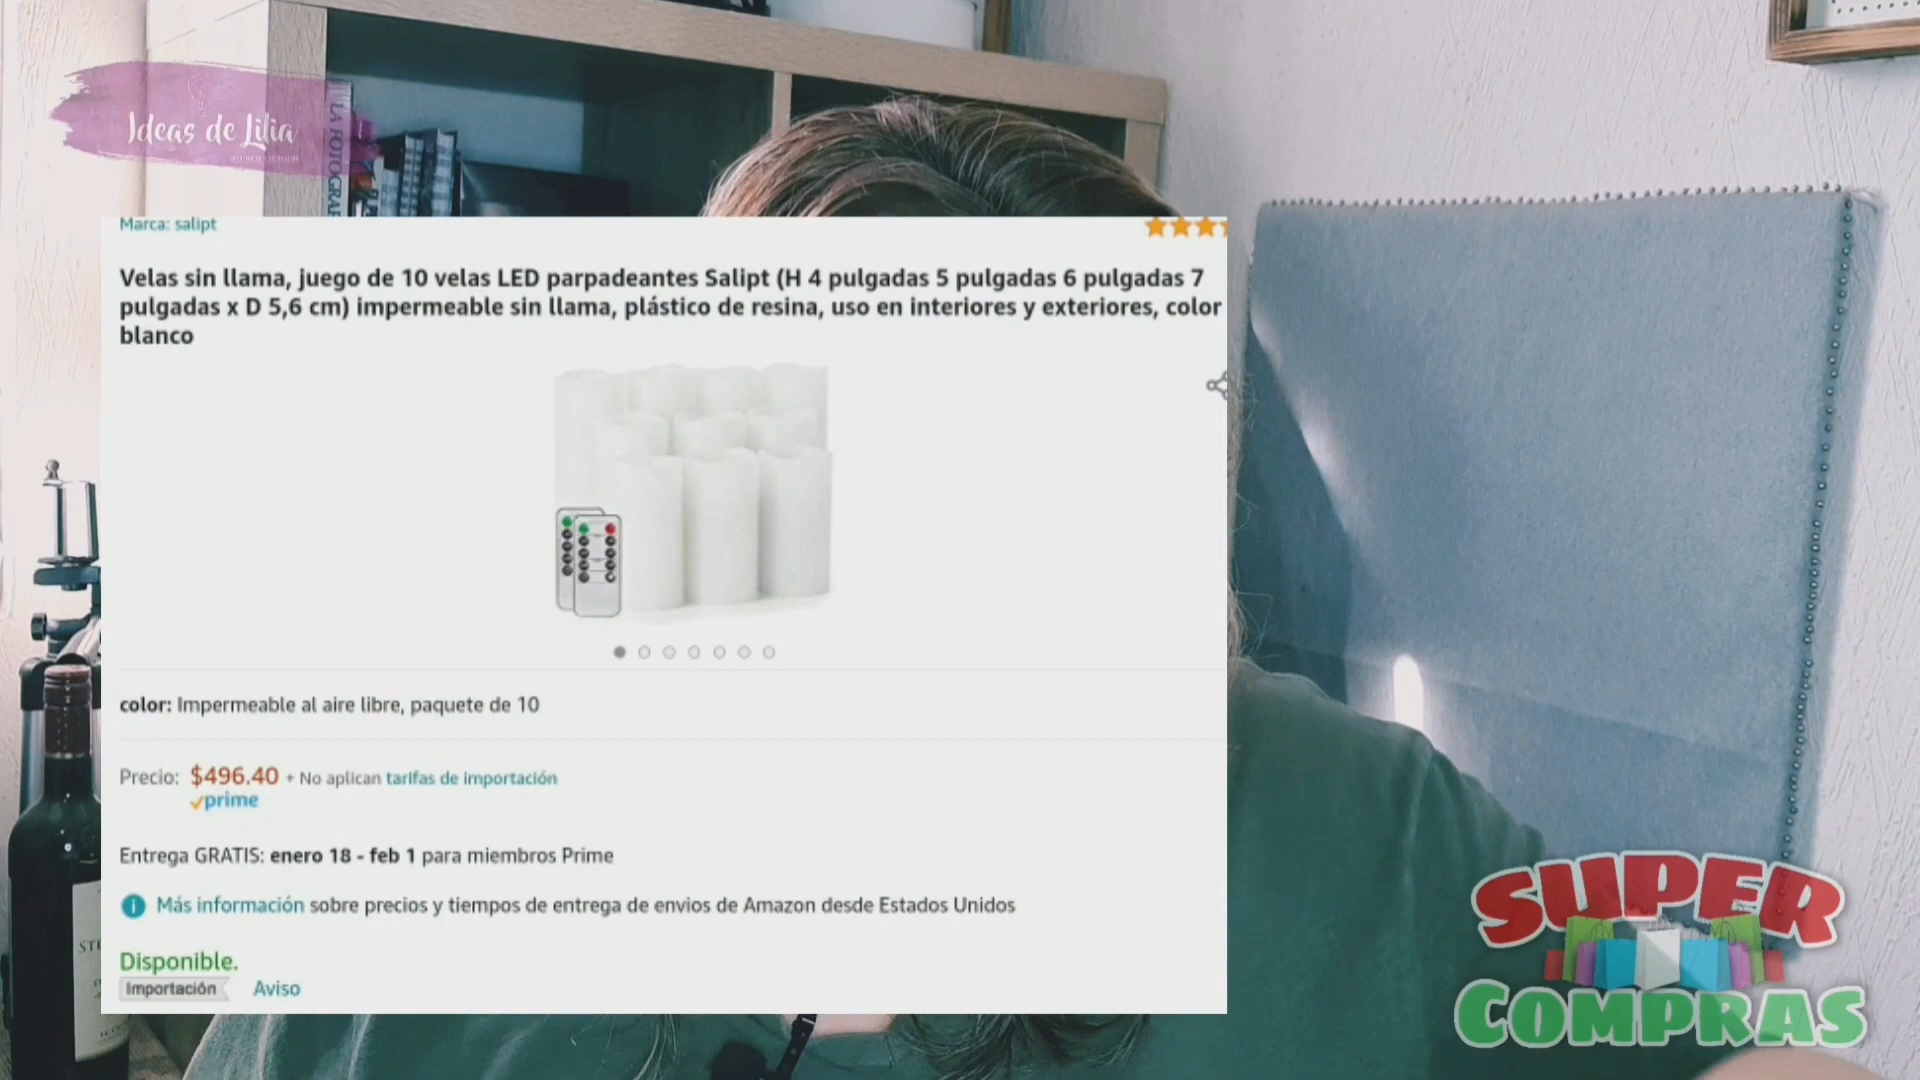 Ideas de Lilia
LA FOTOGRAF
Marca: salipt
Velas sin llama, juego de 10 velas LED parpadeantes Salipt (H 4 pulgadas 5 pulgadas 6 pulgadas 7
pulgadas x D 5,6 cm) impermeable sin llama, plástico de resina, uso en interiores y exteriores, color
blanco
color: Impermeable al aire libre, paquete de 10
Precio: $496.40 + No aplican tarifas de importación
prime
Entrega GRATIS: enero 18 - feb 1 para miembros Prime
Más información sobre precios y tiempos de entrega de envios de Amazon desde Estados Unidos
Disponible.
Importación Aviso
SUPER
COMPRAS